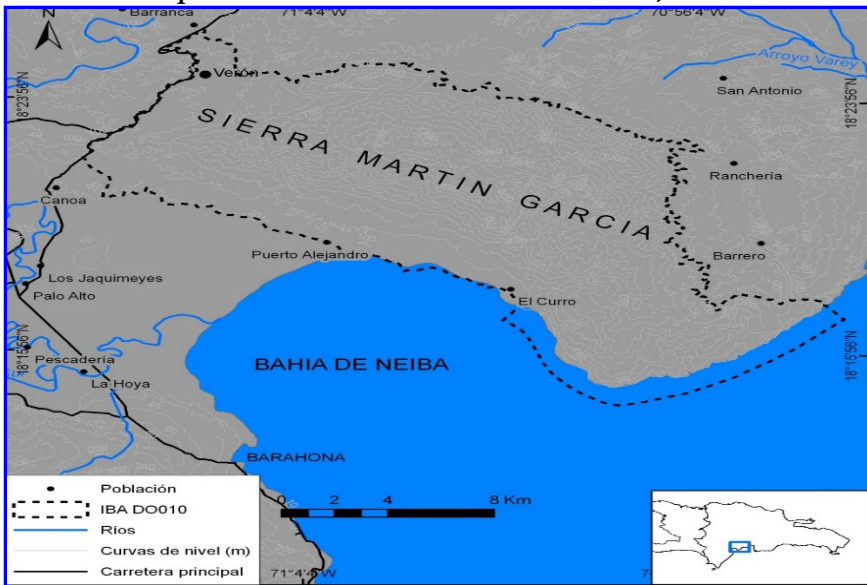 Barranca
71°4'4"W
70°56'4"W
N
Verón
Arroyo Varey
San Antonio
18°23'56"N
18°23'56"N
SIERRA MARTIN GARCIA
Ranchería
Canoa
Puerto Alejandro
Barrero
Los Jaquimeyes
El Curro
Palo Alto
18°15'56"N
18°15'56"N
Pescadería
BAHIA DE NEIBA
La Hoya
BARAHONA
Población
IBA DO010
Ríos
Curvas de nivel (m)
Carretera principal
0 2 4 8 Km
71°4'4"W